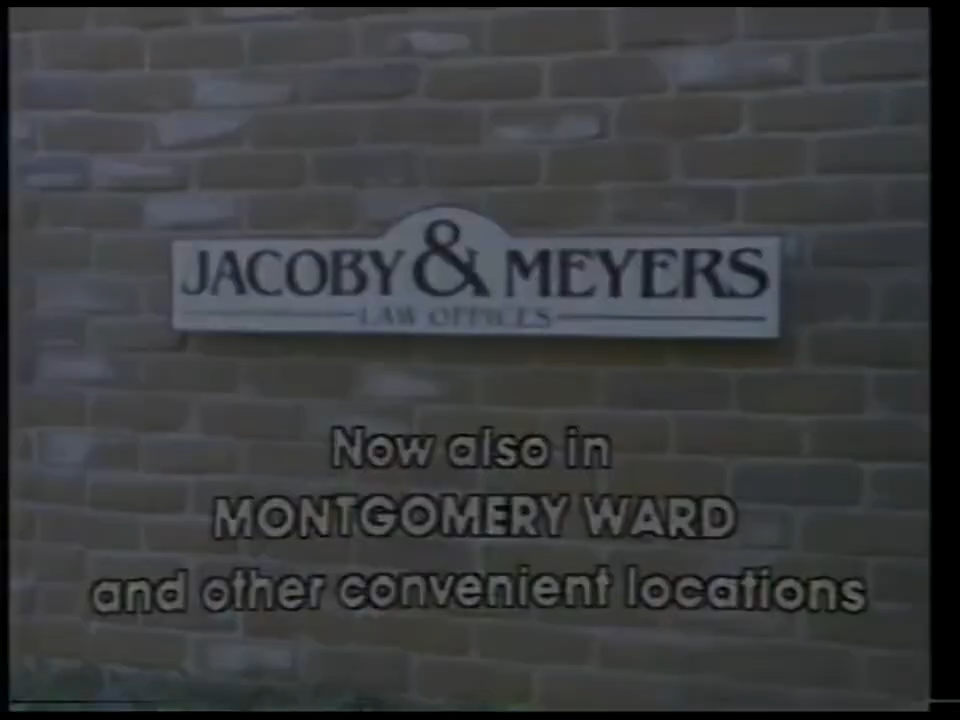 JACOBY & MEYERS
LAW OFFICES
Now also in
MONTGOMERY WARD
and other convenient locations